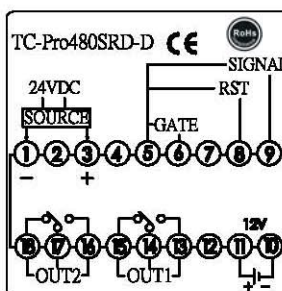 TC-Pro480SRD-D CE RoHs
SIGNAL
24VDC RST
SOURCE
GATE
1 2 3 4 5 6 7 8 9
− +
12V
18 17 16 15 14 13 12 11 10
OUT2 OUT1 + −